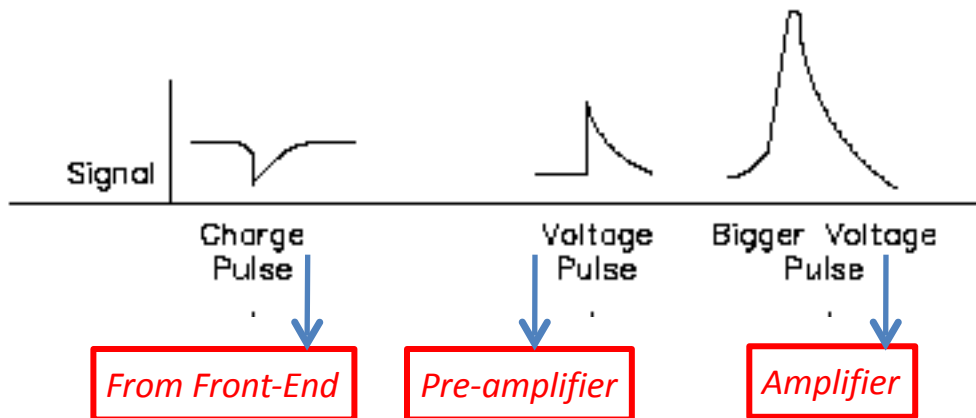 Signal
Charge Voltage Bigger Voltage
Pulse Pulse Pulse
From Front-End Pre-amplifier Amplifier